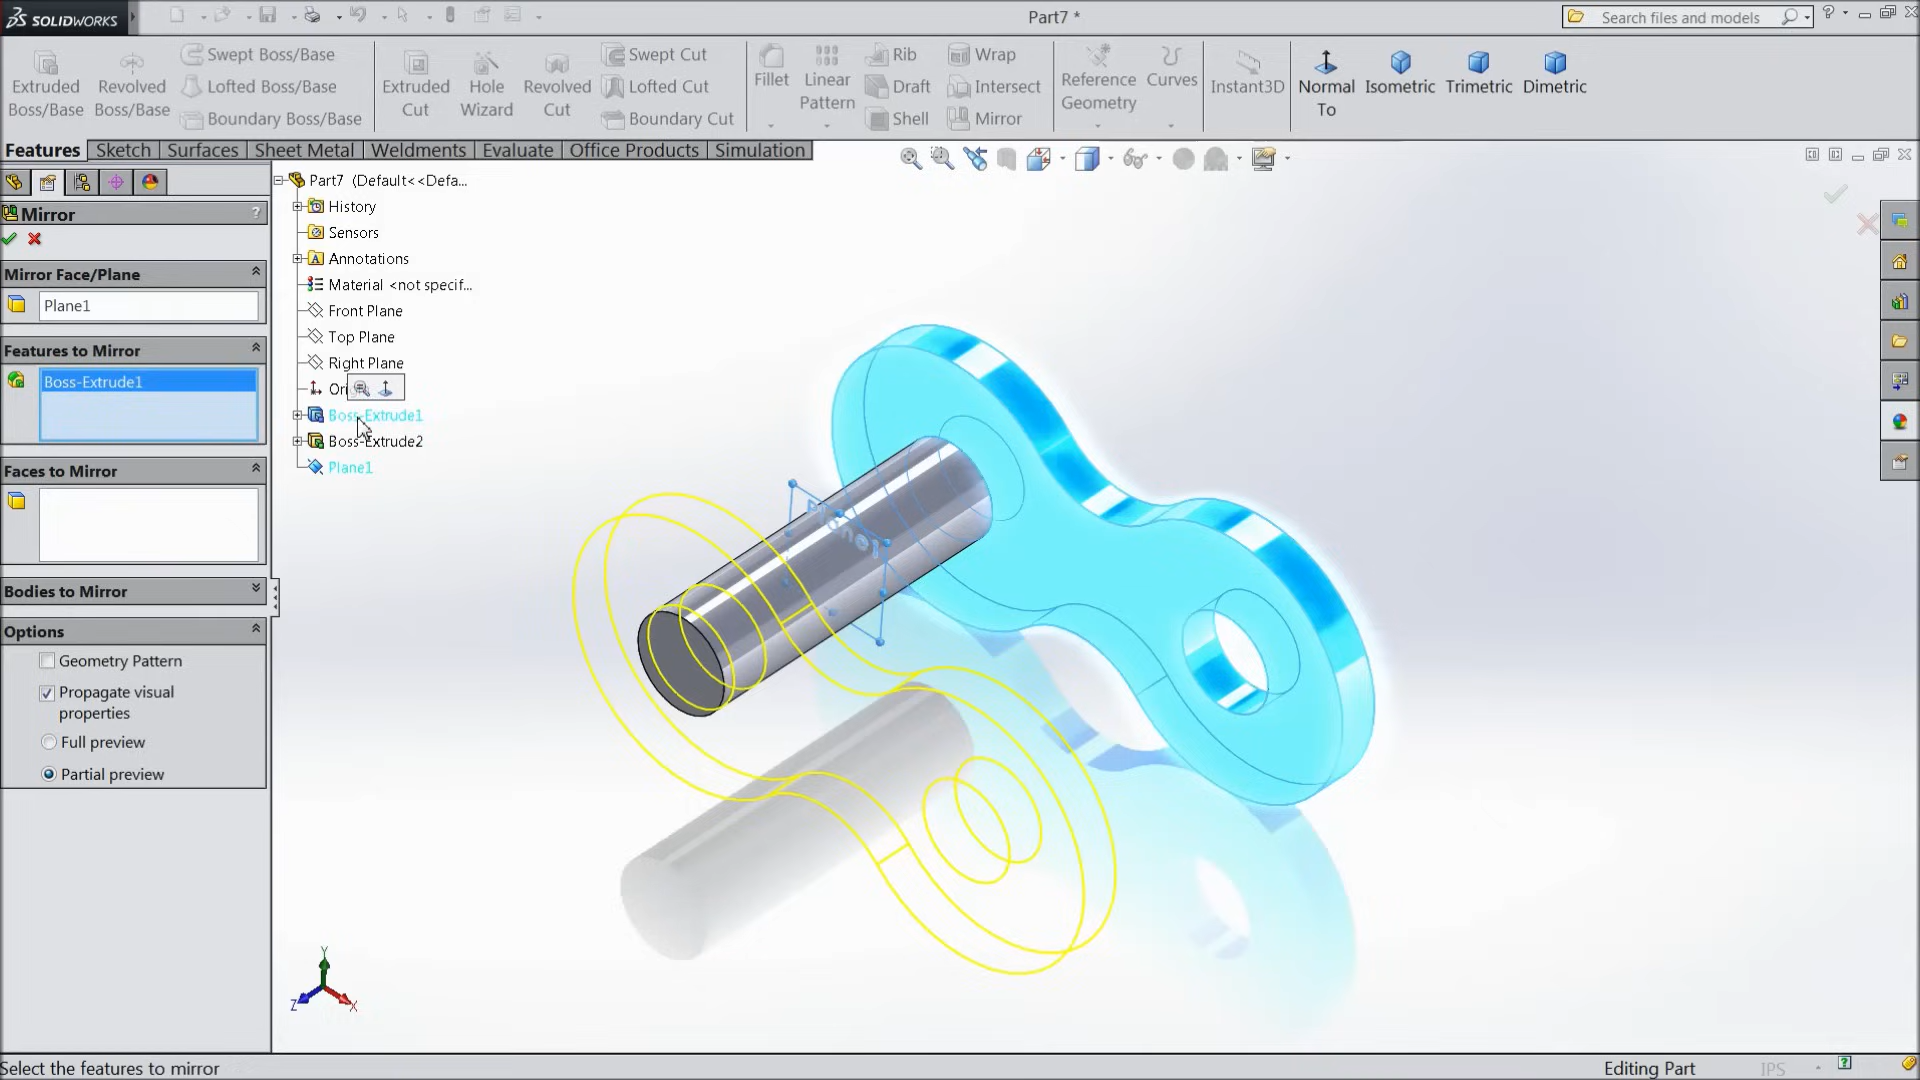 SOLIDWORKS
Part7 *
Search files and models
?
Extruded Boss/Base
Revolved Boss/Base
Swept Boss/Base
Lofted Boss/Base
Boundary Boss/Base
Extruded Cut
Hole Wizard
Revolved Cut
Swept Cut
Lofted Cut
Boundary Cut
Fillet
Linear Pattern
Rib
Draft
Shell
Wrap
Intersect
Mirror
Reference Geometry
Curves
Instant3D
Normal To
Isometric
Trimetric
Dimetric
Features
Sketch
Surfaces
Sheet Metal
Weldments
Evaluate
Office Products
Simulation
Mirror
?
Mirror Face/Plane
Plane1
Features to Mirror
Boss-Extrude1
Faces to Mirror
Bodies to Mirror
Options
Geometry Pattern
Propagate visual
properties
Full preview
Partial preview
Part7 (Default<<Defa...
History
Sensors
Annotations
Material <not specif...
Front Plane
Top Plane
Right Plane
Ori
Boss-Extrude1
Boss-Extrude2
Plane1
Plane1
Y
Z
X
Select the features to mirror
Editing Part
IPS